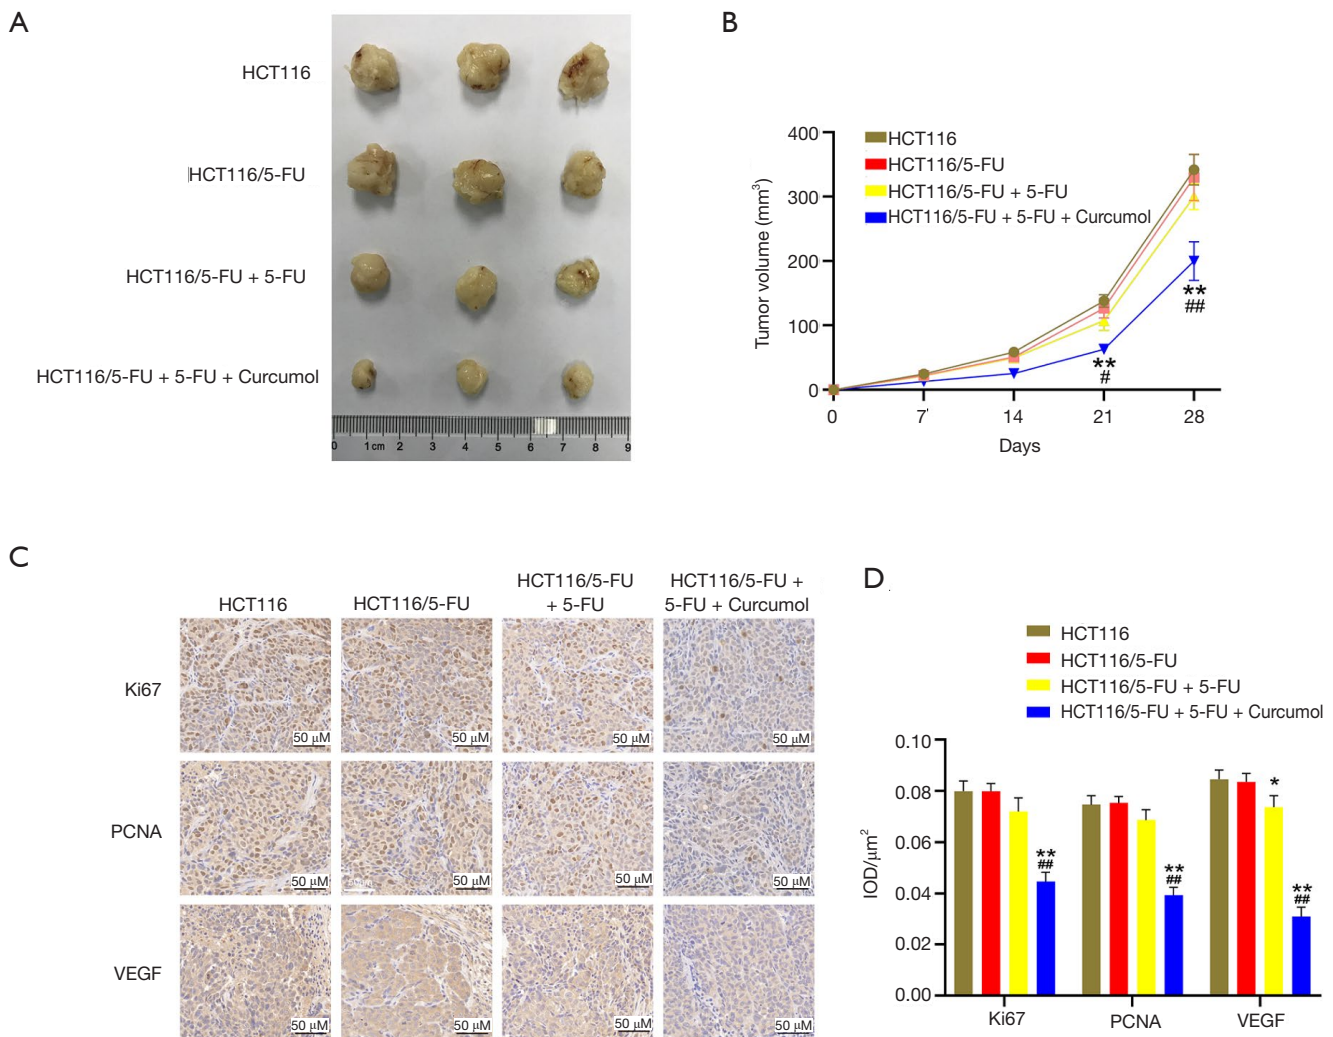 A
HCT116
HCT116/5-FU
HCT116/5-FU + 5-FU
HCT116/5-FU + 5-FU + Curcumol
0 1 cm 2 3 4 5 6 7 8 9
B
400
300
200
100
0
Tumor volume (mm³)
HCT116
HCT116/5-FU
HCT116/5-FU + 5-FU
HCT116/5-FU + 5-FU + Curcumol
**
#
**
##
0 7 14 21 28
Days
C
HCT116
HCT116/5-FU
HCT116/5-FU
+ 5-FU
HCT116/5-FU +
5-FU + Curcumol
Ki67
50 μM
50 μM
50 μM
50 μM
PCNA
50 μM
50 μM
50 μM
50 μM
VEGF
50 μM
50 μM
50 μM
50 μM
D
HCT116
HCT116/5-FU
HCT116/5-FU + 5-FU
HCT116/5-FU + 5-FU + Curcumol
0.10
0.08
0.06
0.04
0.02
0.00
IOD/μm²
**
##
**
##
*
**
##
Ki67 PCNA VEGF